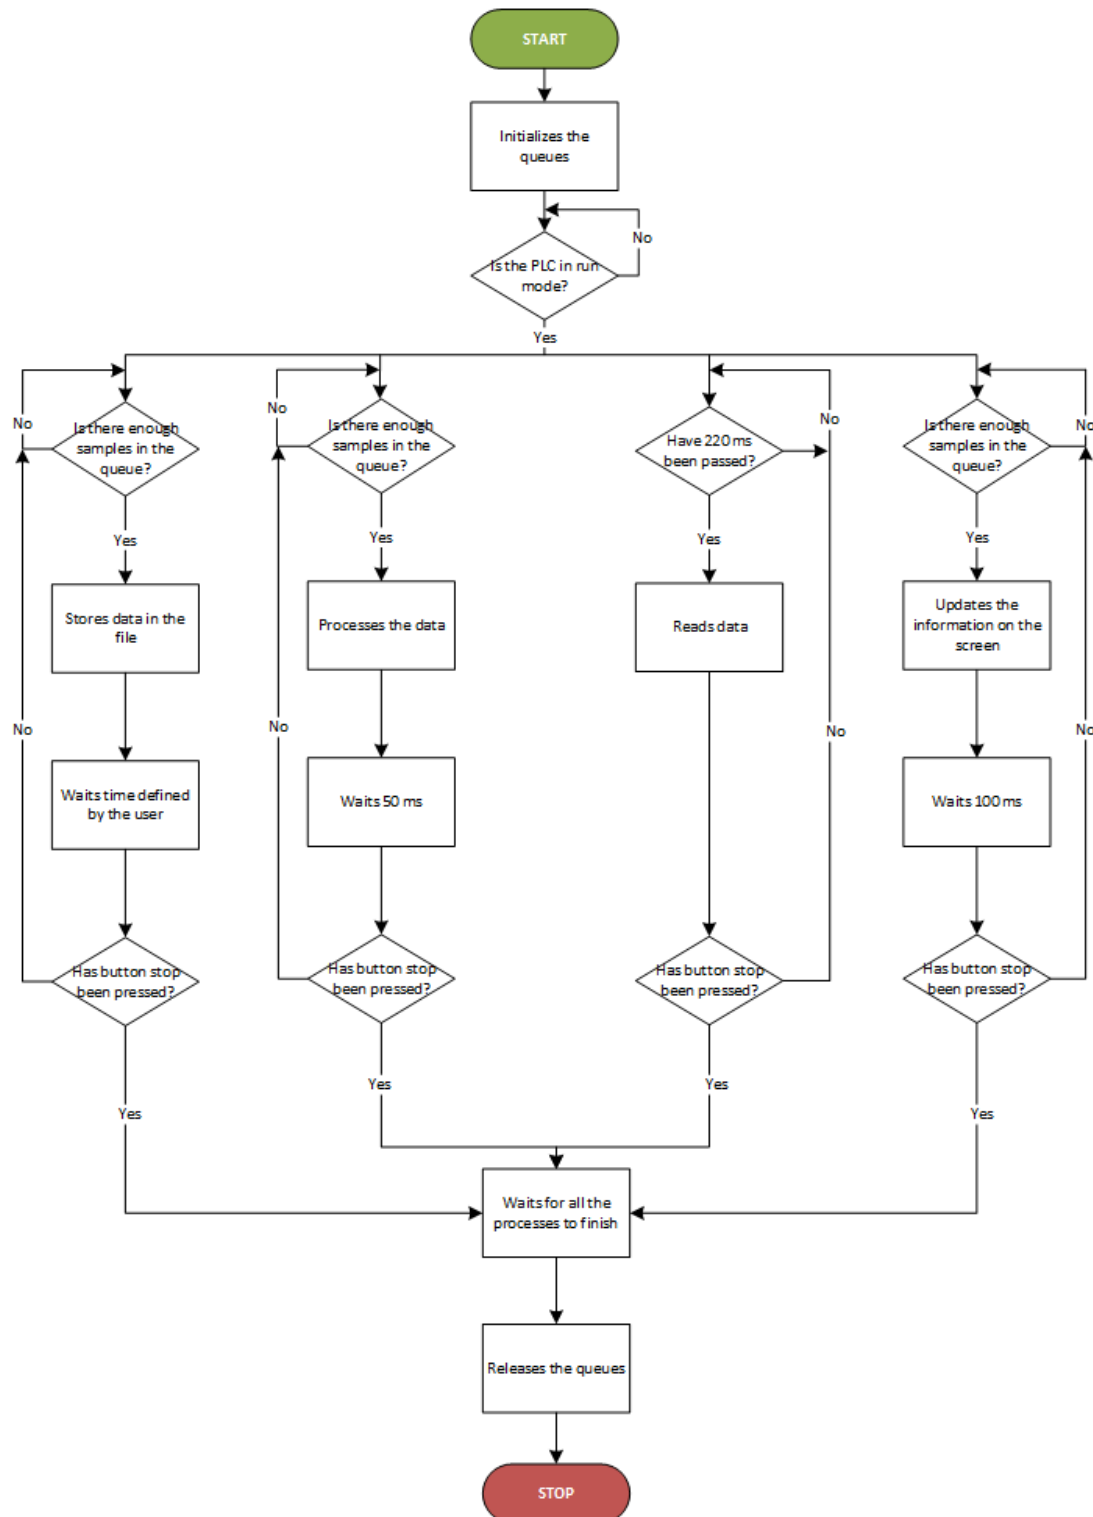 START
Initializes the
queues
No
Is the PLC in run
mode?
Yes
No
Is there enough
samples in the
queue?
No
Is there enough
samples in the
queue?
No
Have 220 ms
been passed?
No
Is there enough
samples in the
queue?
Yes
Yes
Yes
Yes
Stores data in the
file
Processes the data
Reads data
Updates the
information on the
screen
No
No
No
No
Waits time defined
by the user
Waits 50 ms
Waits 100 ms
Has button stop
been pressed?
Has button stop
been pressed?
Has button stop
been pressed?
Has button stop
been pressed?
Yes
Yes
Yes
Yes
Waits for all the
processes to finish
Releases the queues
STOP